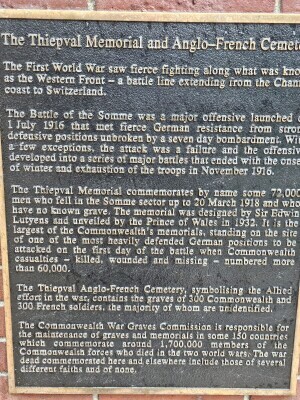 The Thiepval Memorial and Anglo-French Cemet
The First World War saw fierce fighting along what was know
as the Western Front - a battle line extending from the Chann
coast to Switzerland.
The Battle of the Somme was a major offensive launched o
1 July 1916 that met fierce German resistance from stron
defensive positions unbroken by a seven day bombardment. With
a few exceptions, the attack was a failure and the offensive
developed into a series of major battles that ended with the onset
of winter and exhaustion of the troops in November 1916.
The Thiepval Memorial commemorates by name some 72,000
men who fell in the Somme sector up to 20 March 1918 and who
have no known grave. The memorial was designed by Sir Edwin
Lutyens and unveiled by the Prince of Wales in 1932. It is the
largest of the Commonwealth's memorials, standing on the site
of one of the most heavily defended German positions to be
attacked on the first day of the battle when Commonwealth
casualties - killed, wounded and missing - numbered more
than 60,000.
The Thiepval Anglo-French Cemetery, symbolising the Allied
effort in the war, contains the graves of 300 Commonwealth and
300 French soldiers, the majority of whom are unidentified.
The Commonwealth War Graves Commission is responsible for
the maintenance of graves and memorials in some 150 countries
which commemorate around 1,700,000 members of the
Commonwealth forces who died in the two world wars. The war
dead commemorated here and elsewhere include those of several
different faiths and of none.